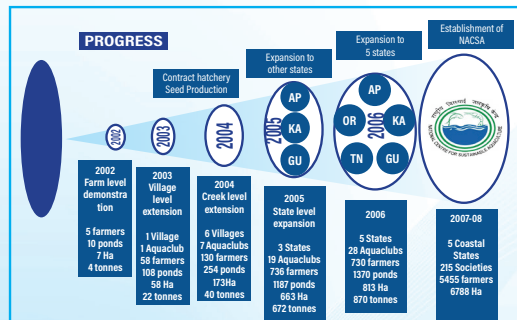 PROGRESS
Contract hatchery
Seed Production
Expansion to
other states
Expansion to
5 states
Establishment of
NACSA
2002
2003
2004
2005
AP
KA
GU
2006
AP
OR
KA
TN
GU
NATIONAL CENTRE FOR SUSTAINABLE AQUACULTURE
2002
Farm level
demonstra
tion
5 farmers
10 ponds
7 Ha
4 tonnes
2003
Village
level
extension
1 Village
1 Aquaclub
58 farmers
108 ponds
58 Ha
22 tonnes
2004
Creek level
extension
6 Villages
7 Aquaclubs
130 farmers
254 ponds
173Ha
40 tonnes
2005
State level
expansion
3 States
19 Aquaclubs
736 farmers
1187 ponds
663 Ha
672 tonnes
2006
5 States
28 Aquaclubs
730 farmers
1370 ponds
813 Ha
870 tonnes
2007-08
5 Coastal
States
215 Societies
5455 farmers
6788 Ha